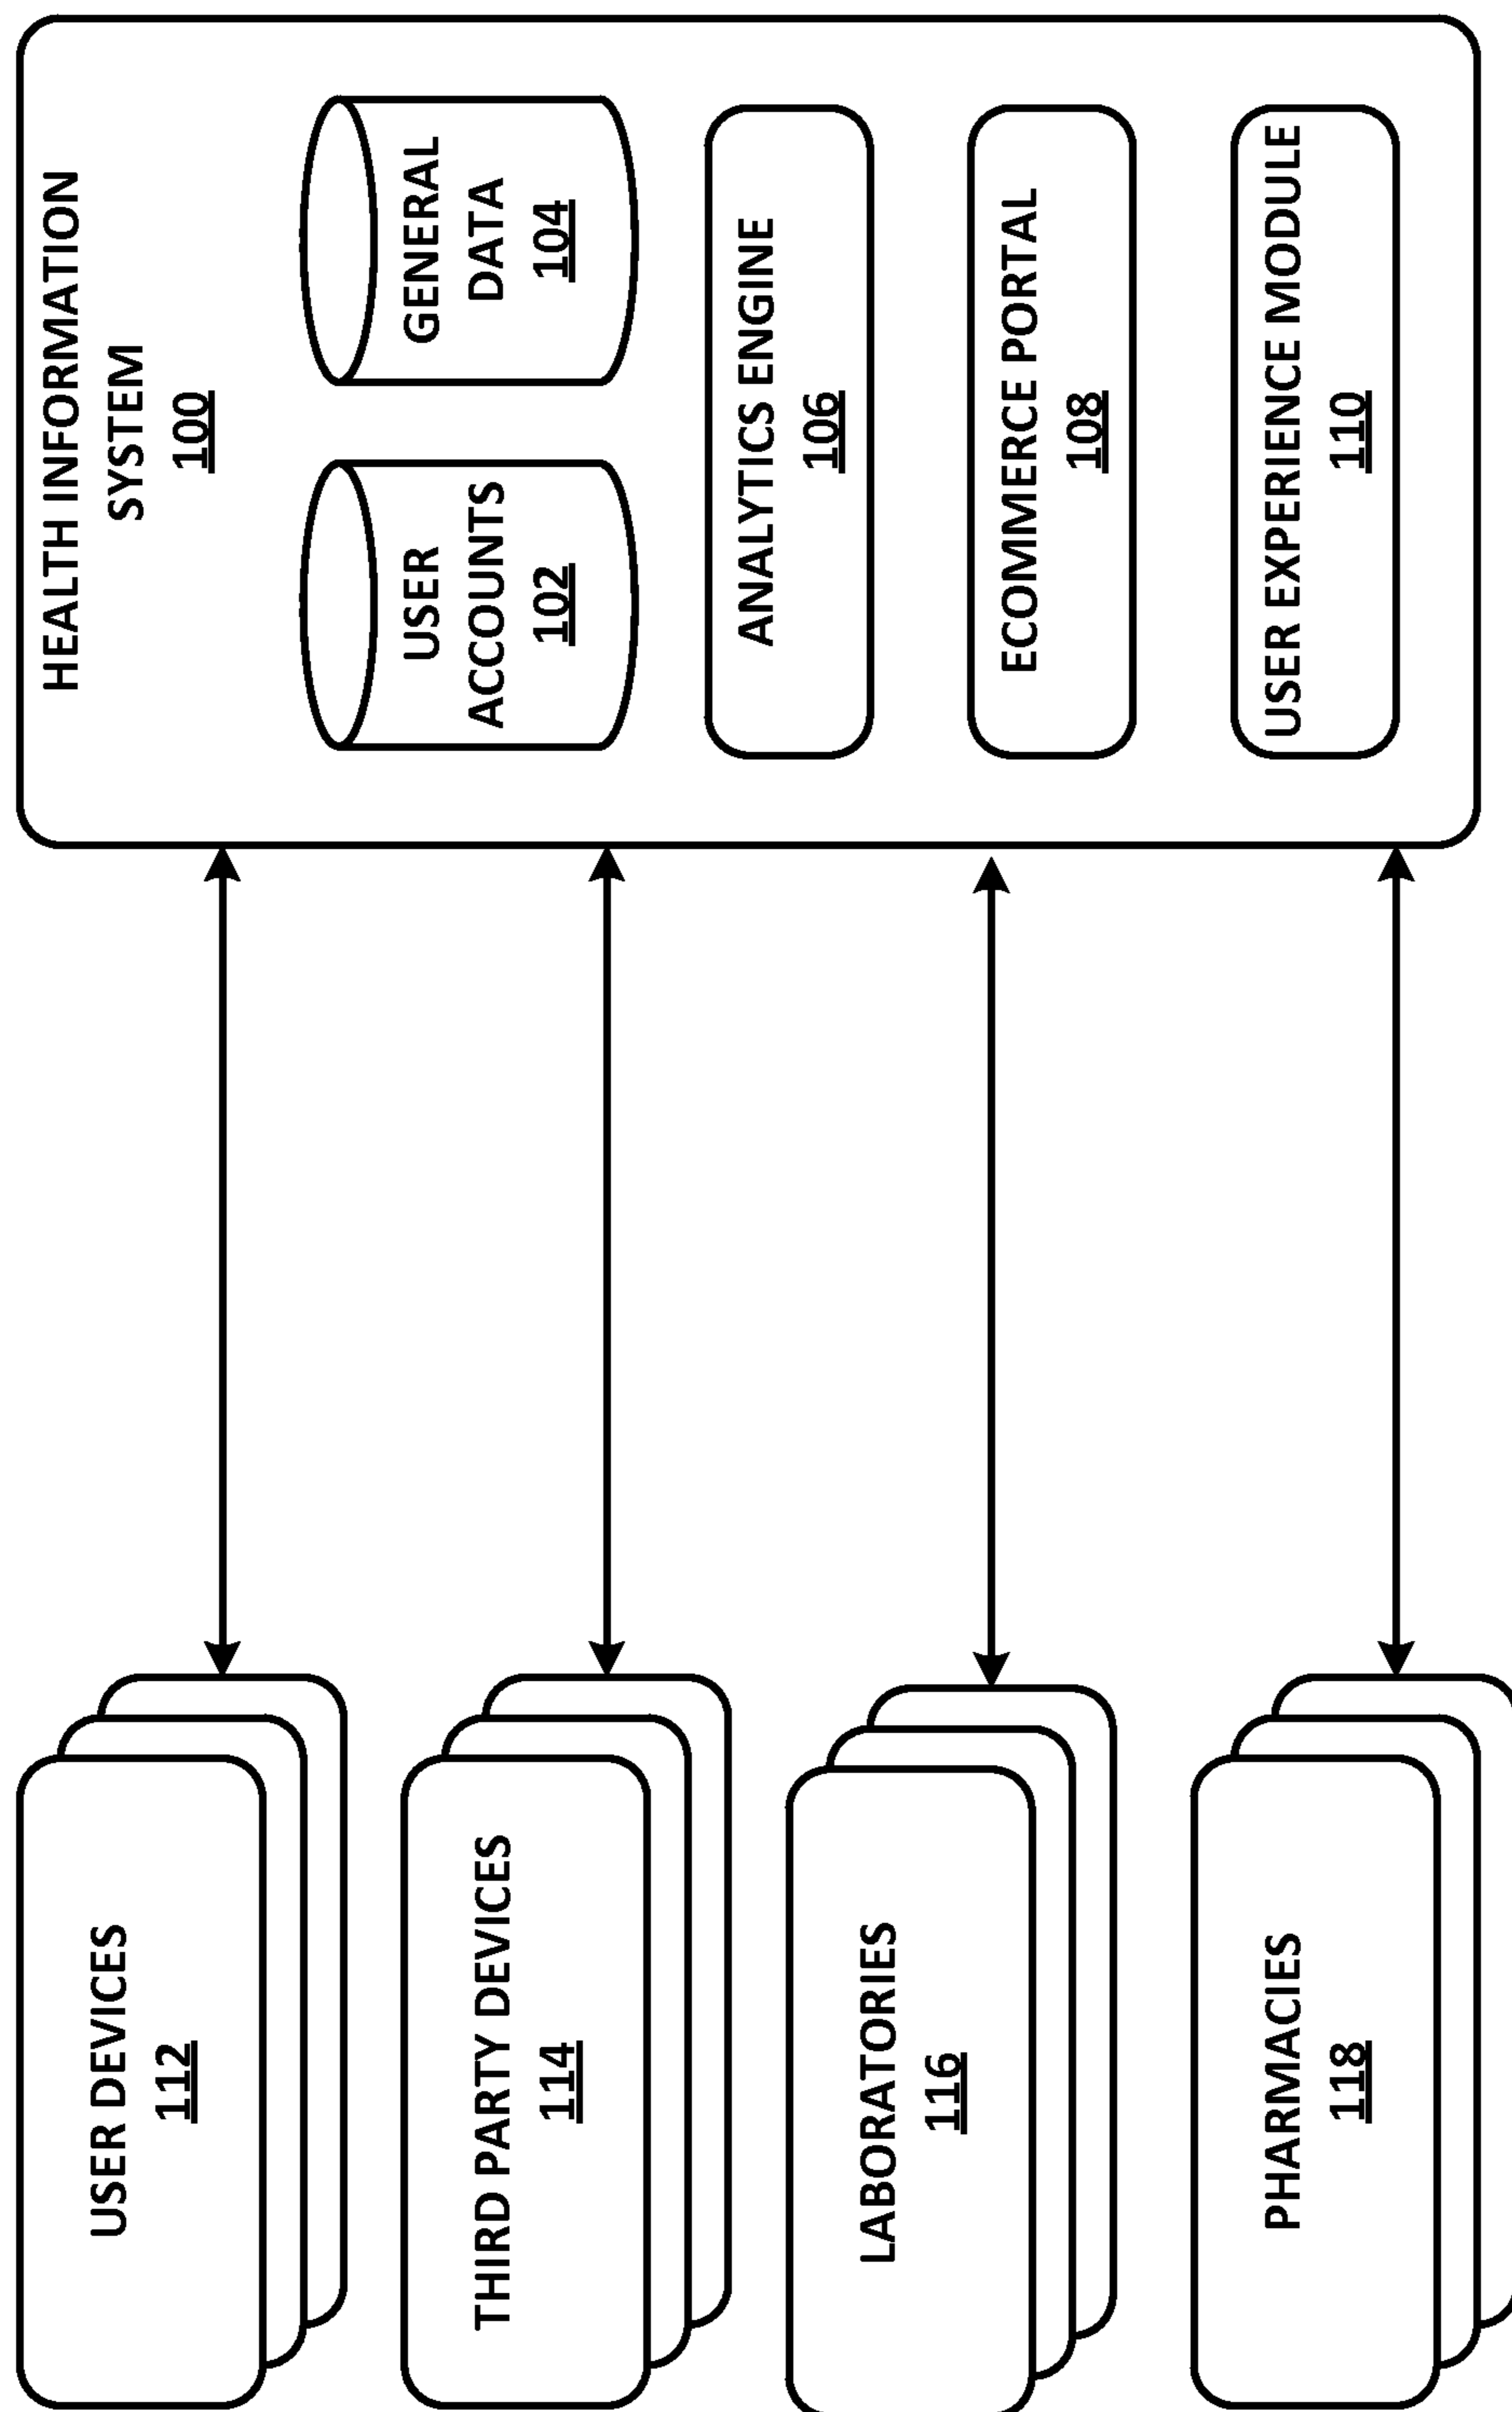 USER DEVICES
112
THIRD PARTY DEVICES
114
LABORATORIES
116
PHARMACIES
118
HEALTH INFORMATION
SYSTEM
100
USER
ACCOUNTS
102
GENERAL
DATA
104
ANALYTICS ENGINE
106
ECOMMERCE PORTAL
108
USER EXPERIENCE MODULE
110